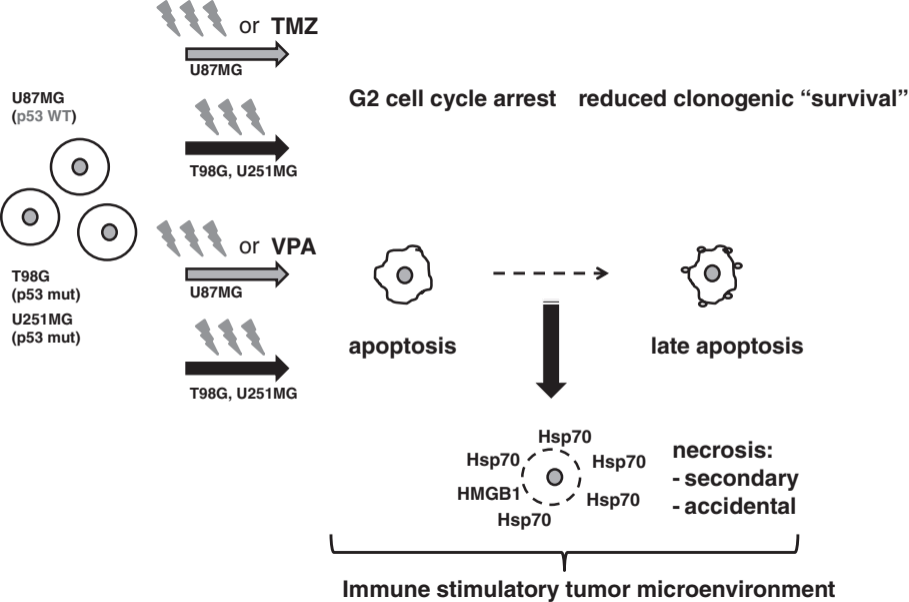 or TMZ
U87MG
U87MG
(p53 WT)
G2 cell cycle arrest reduced clonogenic “survival”
T98G, U251MG
or VPA
U87MG
T98G
(p53 mut)
U251MG
(p53 mut)
apoptosis
late apoptosis
T98G, U251MG
Hsp70
Hsp70
Hsp70
HMGB1
Hsp70
Hsp70
necrosis:
- secondary
- accidental
Immune stimulatory tumor microenvironment